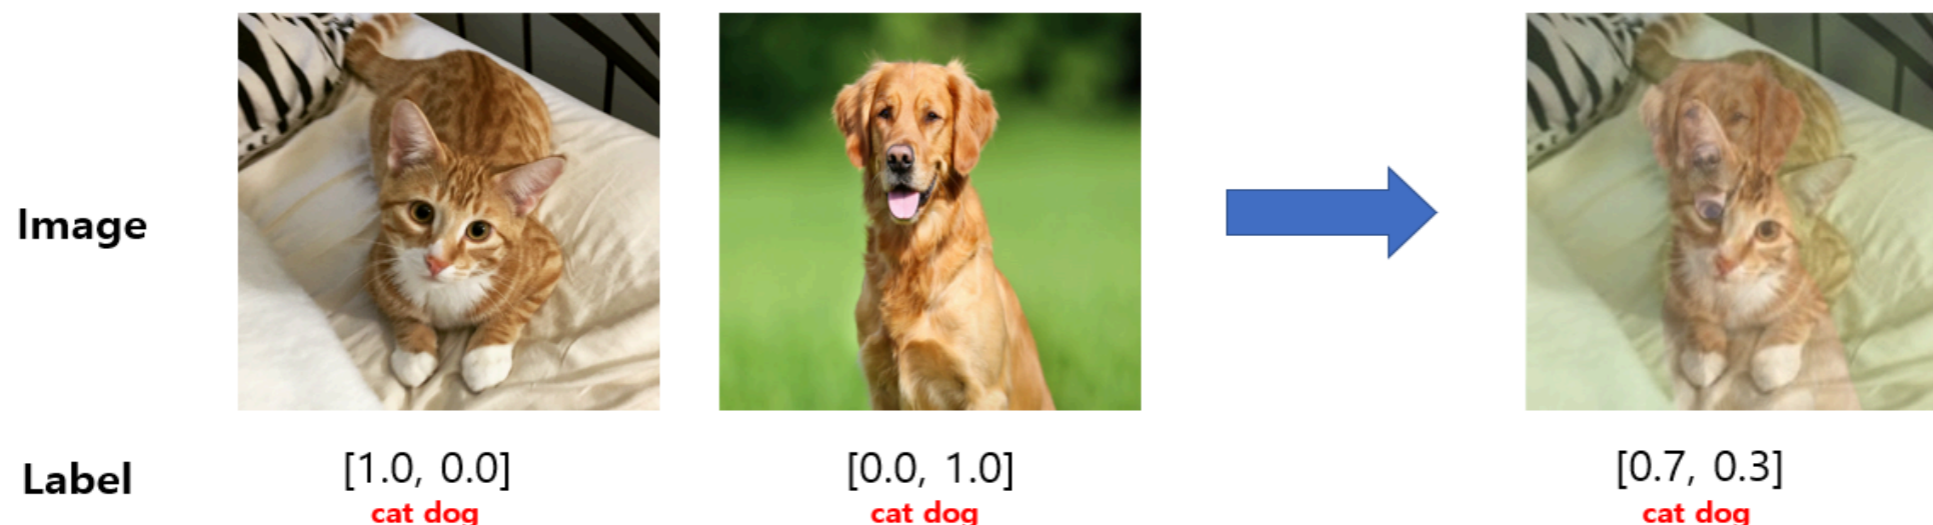 Image
Label
[1.0, 0.0]
cat dog
[0.0, 1.0]
cat dog
[0.7, 0.3]
cat dog